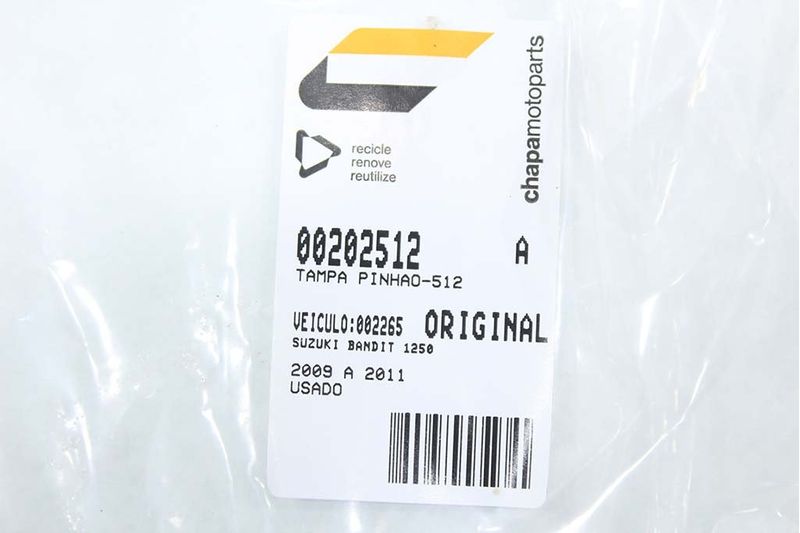 chapamotoparts
recicle
renove
reutilize
00202512 A
TAMPA PINHAO-512
VEICULO:002265 ORIGINAL
SUZUKI BANDIT 1250
2009 A 2011
USADO